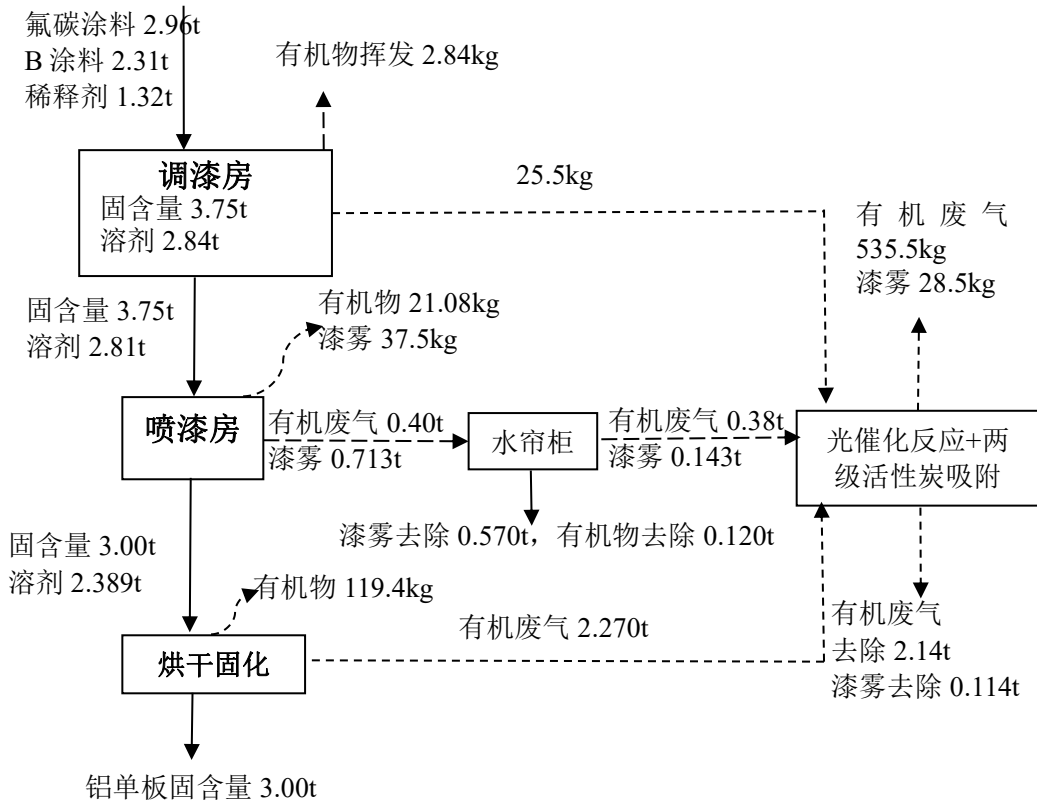 氟碳涂料 2.96t
B 涂料 2.31t
稀释剂 1.32t
有机物挥发 2.84kg
调漆房
固含量 3.75t
溶剂 2.84t
25.5kg
有机废气
535.5kg
漆雾 28.5kg
固含量 3.75t
溶剂 2.81t
有机物 21.08kg
漆雾 37.5kg
喷漆房
有机废气 0.40t
漆雾 0.713t
水帘柜
有机废气 0.38t
漆雾 0.143t
光催化反应+两
级活性炭吸附
漆雾去除 0.570t，有机物去除 0.120t
固含量 3.00t
溶剂 2.389t
有机物 119.4kg
有机废气 2.270t
烘干固化
有机废气
去除 2.14t
漆雾去除 0.114t
铝单板固含量 3.00t